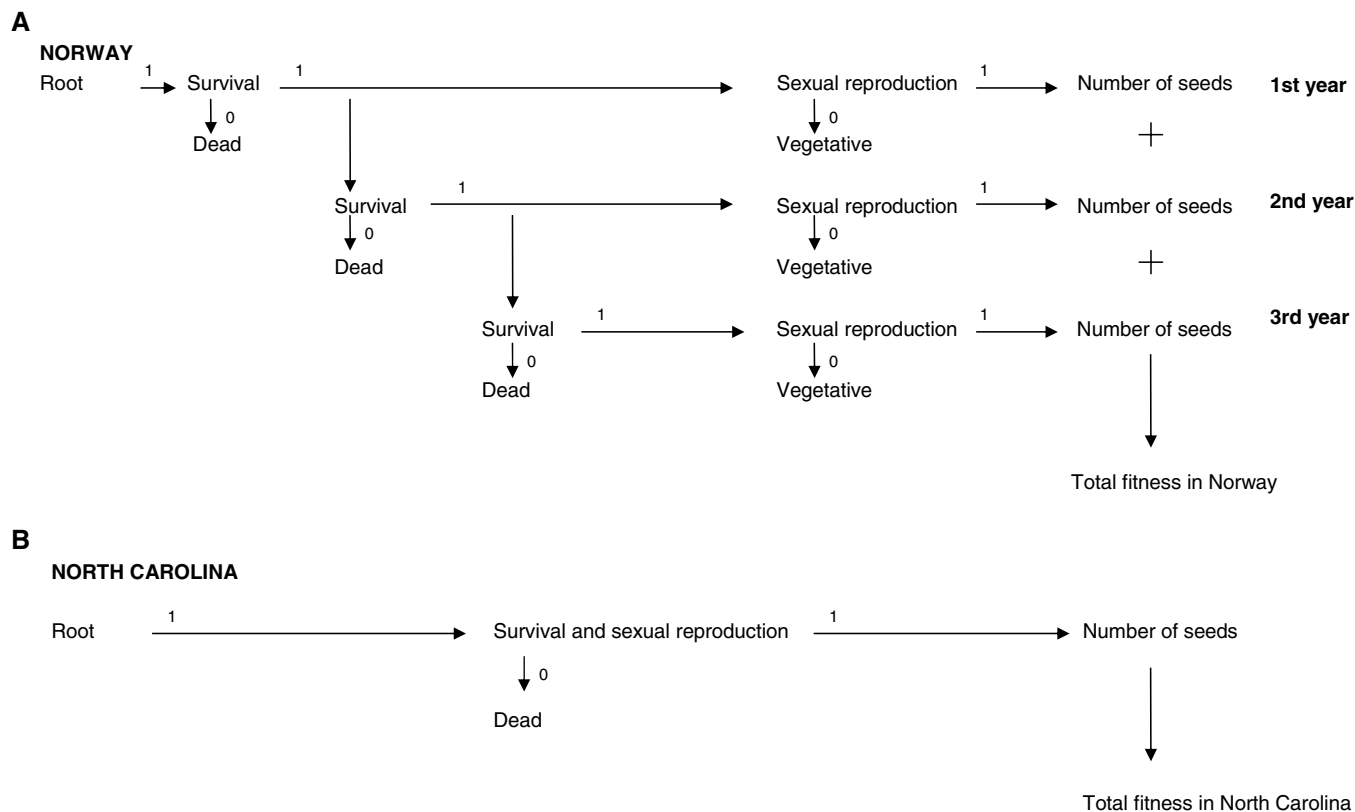 A
NORWAY
Root 1 Survival 1 Sexual reproduction 1 Number of seeds 1st year
0 0
Dead Vegetative
Survival 1 Sexual reproduction 1 Number of seeds 2nd year
0 0
Dead Vegetative
Survival 1 Sexual reproduction 1 Number of seeds 3rd year
0 0
Dead Vegetative
Total fitness in Norway
B
NORTH CAROLINA
Root 1 Survival and sexual reproduction 1 Number of seeds
0
Dead
Total fitness in North Carolina